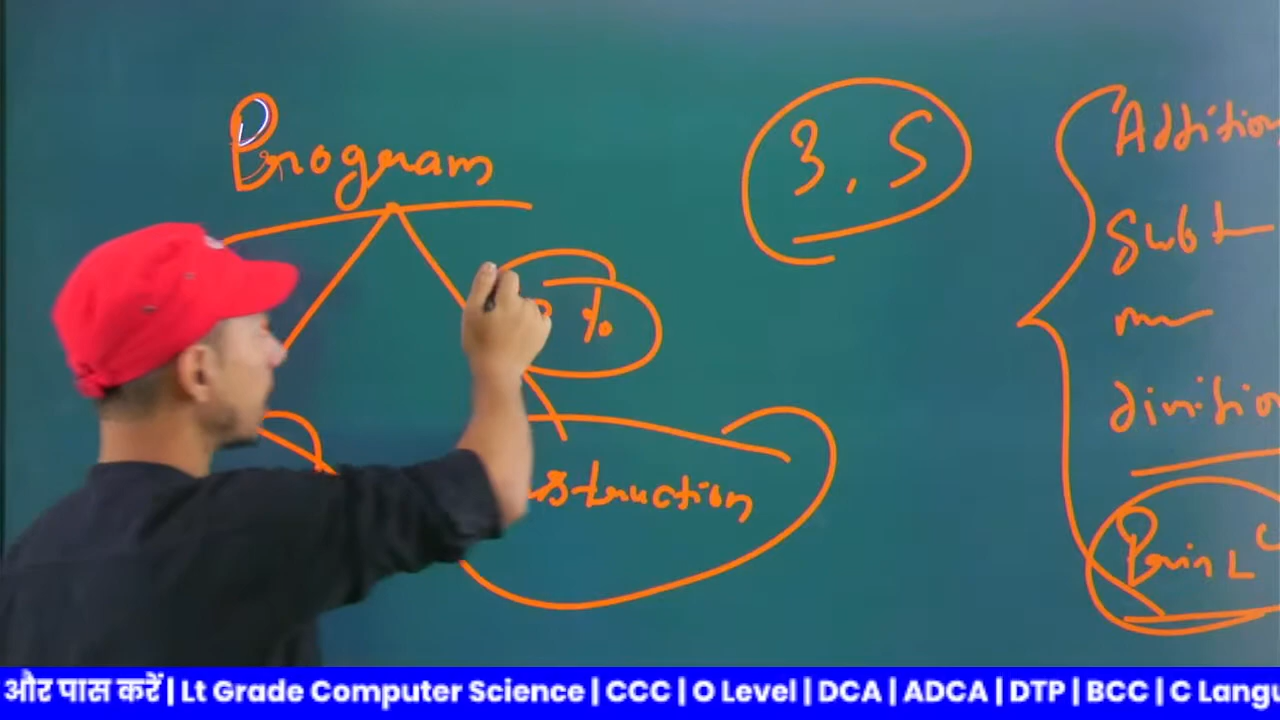 Program
3, 5
%
struction
Addition
Subt
division
Print
ओर पास करें | Lt Grade Computer Science | CCC | O Level | DCA | ADCA | DTP | BCC | C Langu